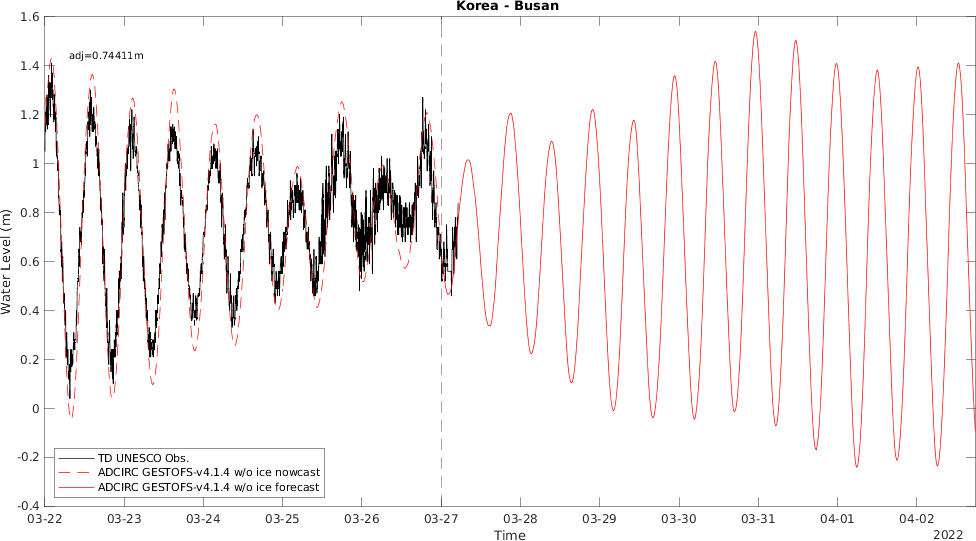 Korea - Busan
adj=0.74411m
1.6
1.4
1.2
1
0.8
0.6
0.4
0.2
0
-0.2
-0.4
Water Level (m)
TD UNESCO Obs.
ADCIRC GESTOFS-v4.1.4 w/o ice nowcast
ADCIRC GESTOFS-v4.1.4 w/o ice forecast
03-22 03-23 03-24 03-25 03-26 03-27 03-28 03-29 03-30 03-31 04-01 04-02
Time
2022